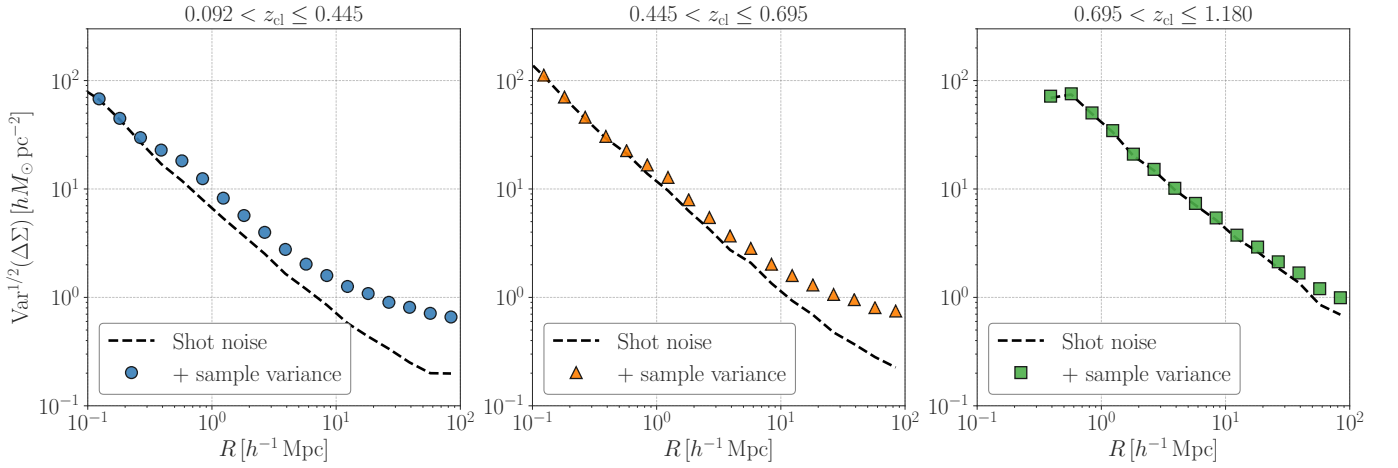 0.092 < z_cl ≤ 0.445
0.445 < z_cl ≤ 0.695
0.695 < z_cl ≤ 1.180
Var^{1/2}(ΔΣ) [hM_⊙ pc^{−2}]
10^2
10^1
10^0
10^{−1}
Shot noise
+ sample variance
10^{−1}
10^0
10^1
10^2
R [h^{−1} Mpc]
10^2
10^1
10^0
10^{−1}
Shot noise
+ sample variance
10^{−1}
10^0
10^1
10^2
R [h^{−1} Mpc]
10^2
10^1
10^0
10^{−1}
Shot noise
+ sample variance
10^{−1}
10^0
10^1
10^2
R [h^{−1} Mpc]